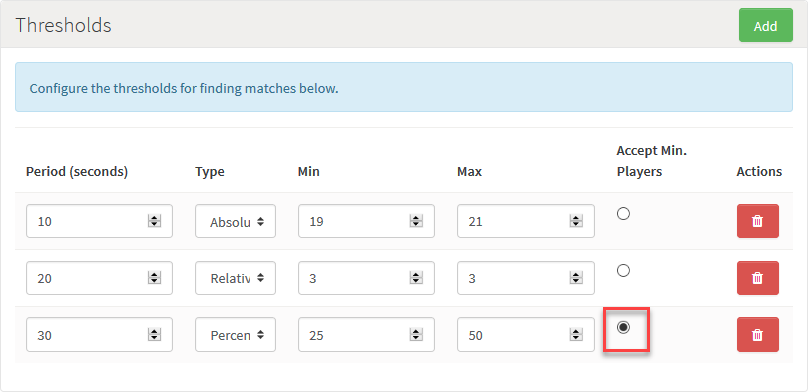 Thresholds Add
Configure the thresholds for finding matches below.
Period (seconds) Type Min Max Accept Min. Players Actions
10 Absolu 19 21
20 Relativ 3 3
30 Percen 25 50